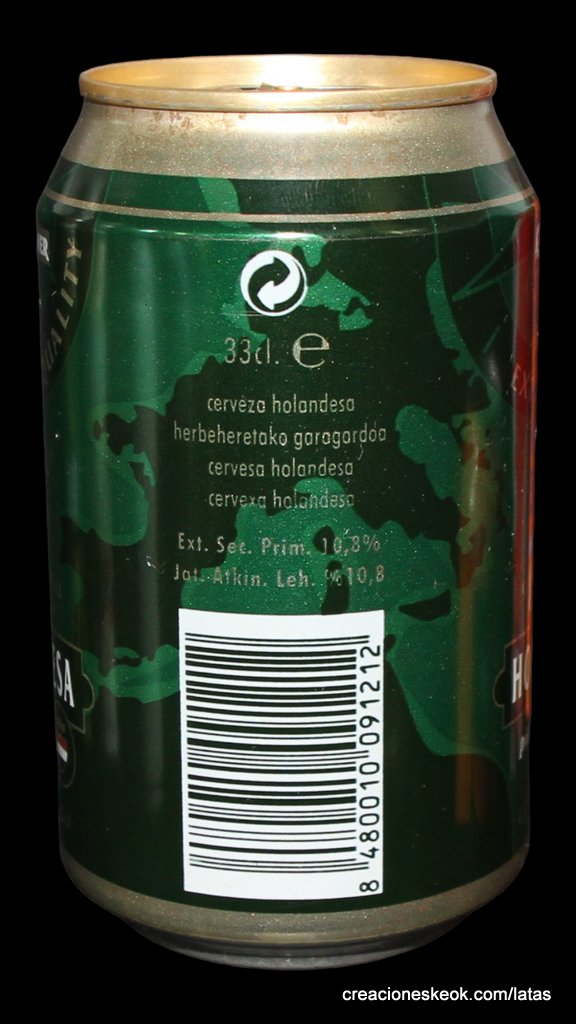 33cl. e
cerveza holandesa
herbeheretako garagardoa
cervesa holandesa
cervexa holandesa
Ext. Sec. Prim. 10,8%
Jat. Atkin. Leh. %10,8
8 480010 091212
creacioneskeok.com/latas